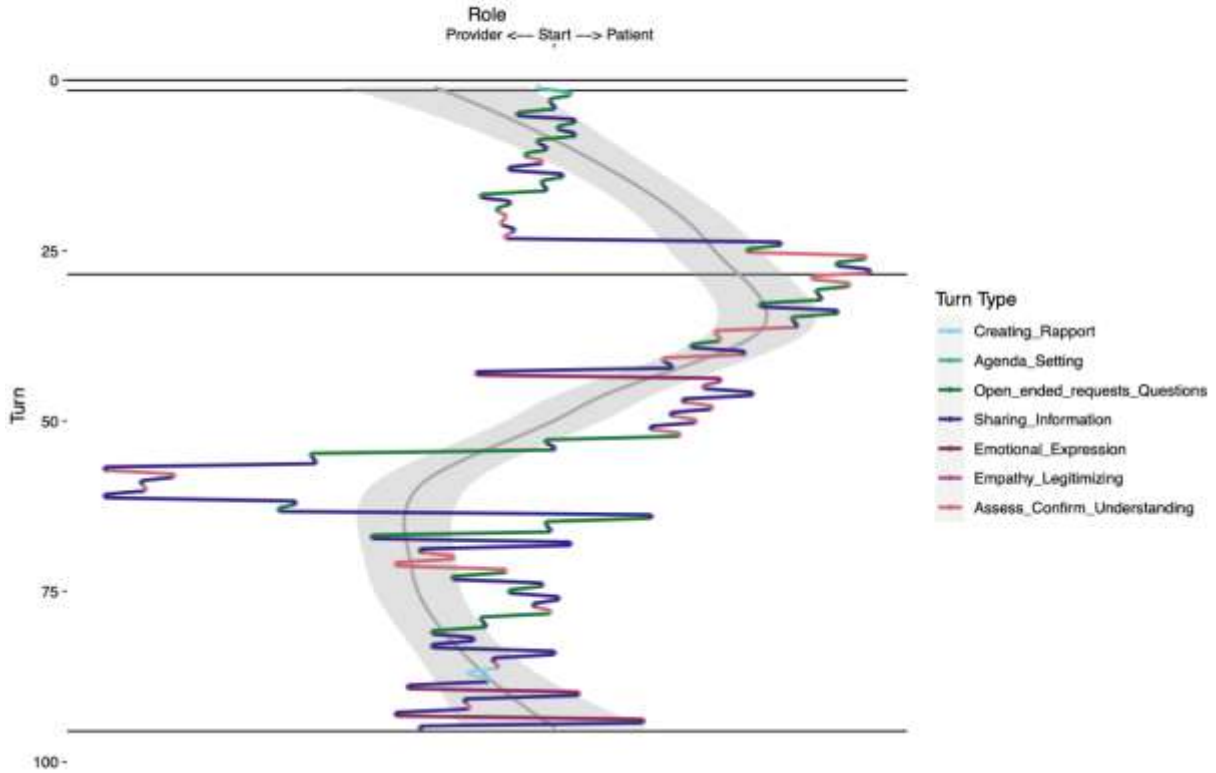 Role
Provider <-- Start --> Patient
0
25
50
75
100
Turn
Turn Type
Creating_Rapport
Agenda_Setting
Open_ended_requests_Questions
Sharing_Information
Emotional_Expression
Empathy_Legitimizing
Assess_Confirm_Understanding